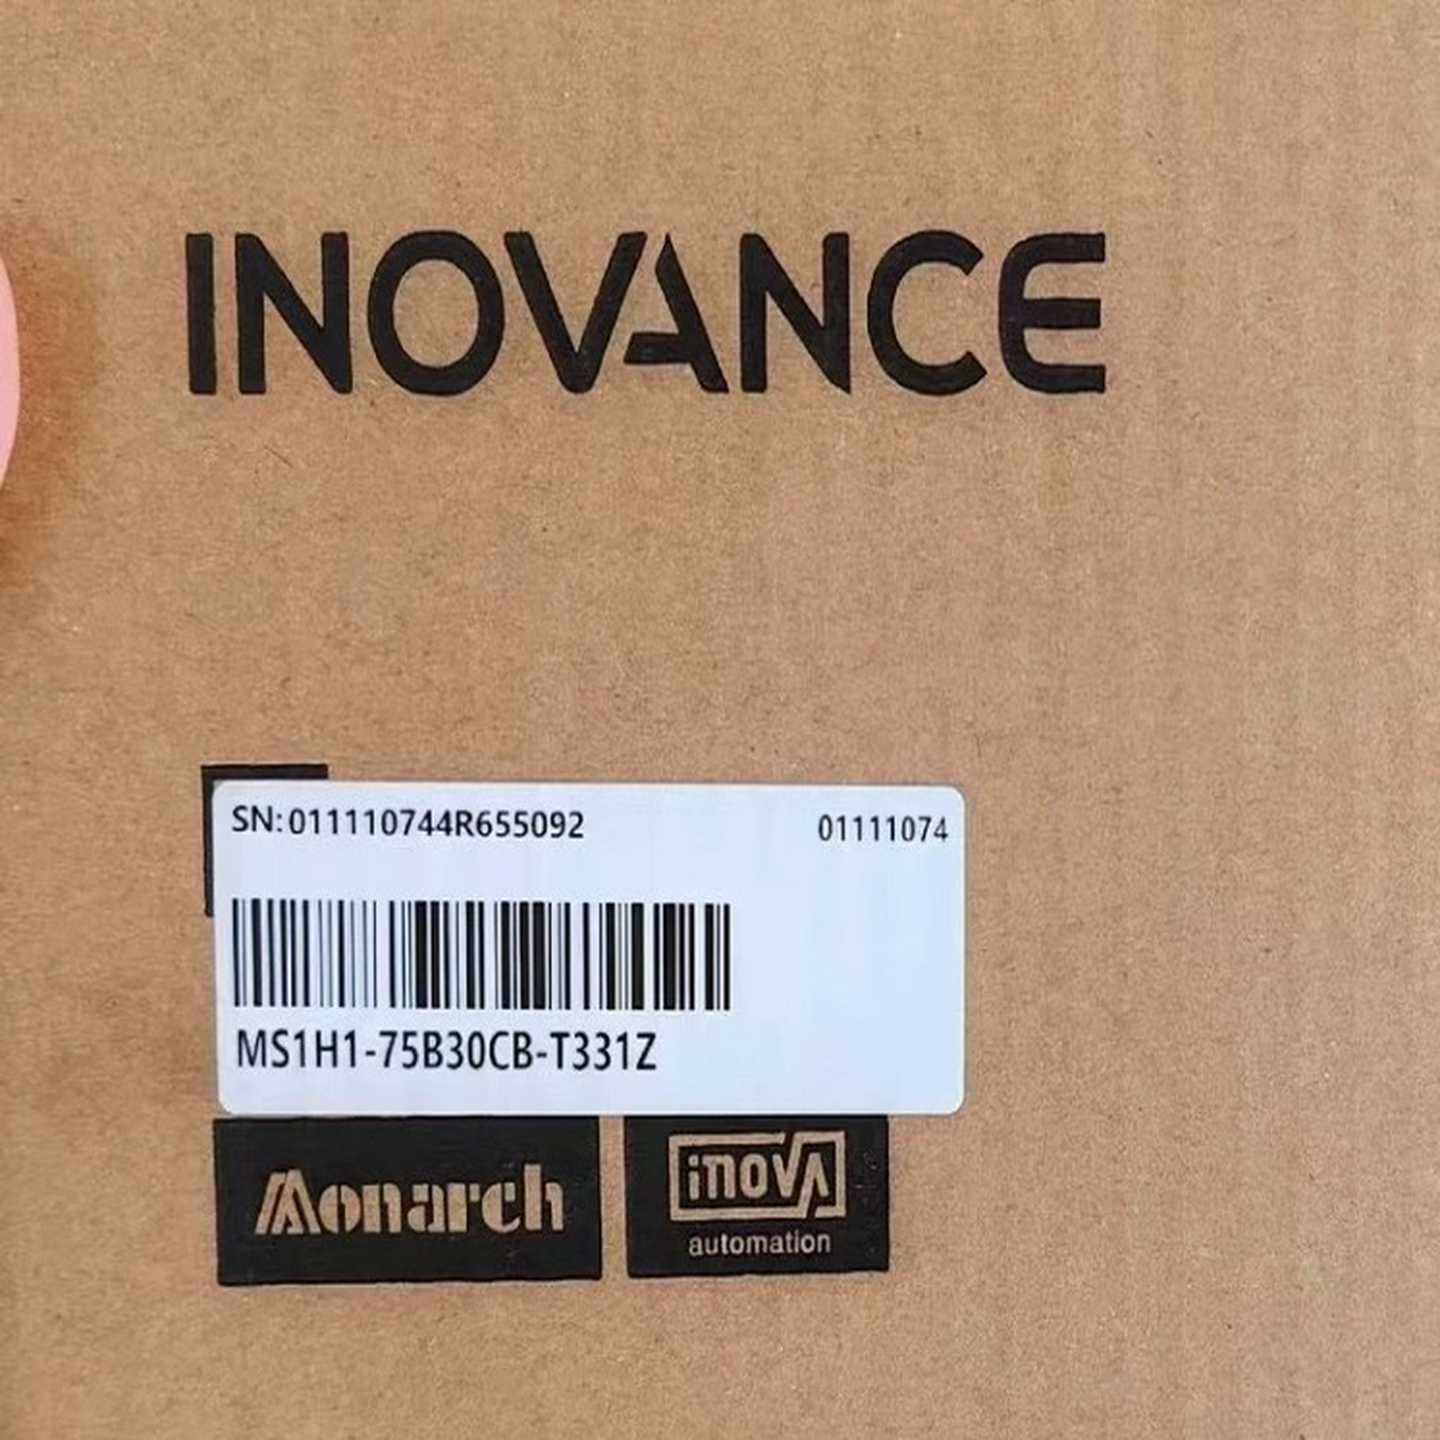 INOVANCE
SN:011110744R655092 01111074
MS1H1-75B30CB-T331Z
Monarch
inovA
automation